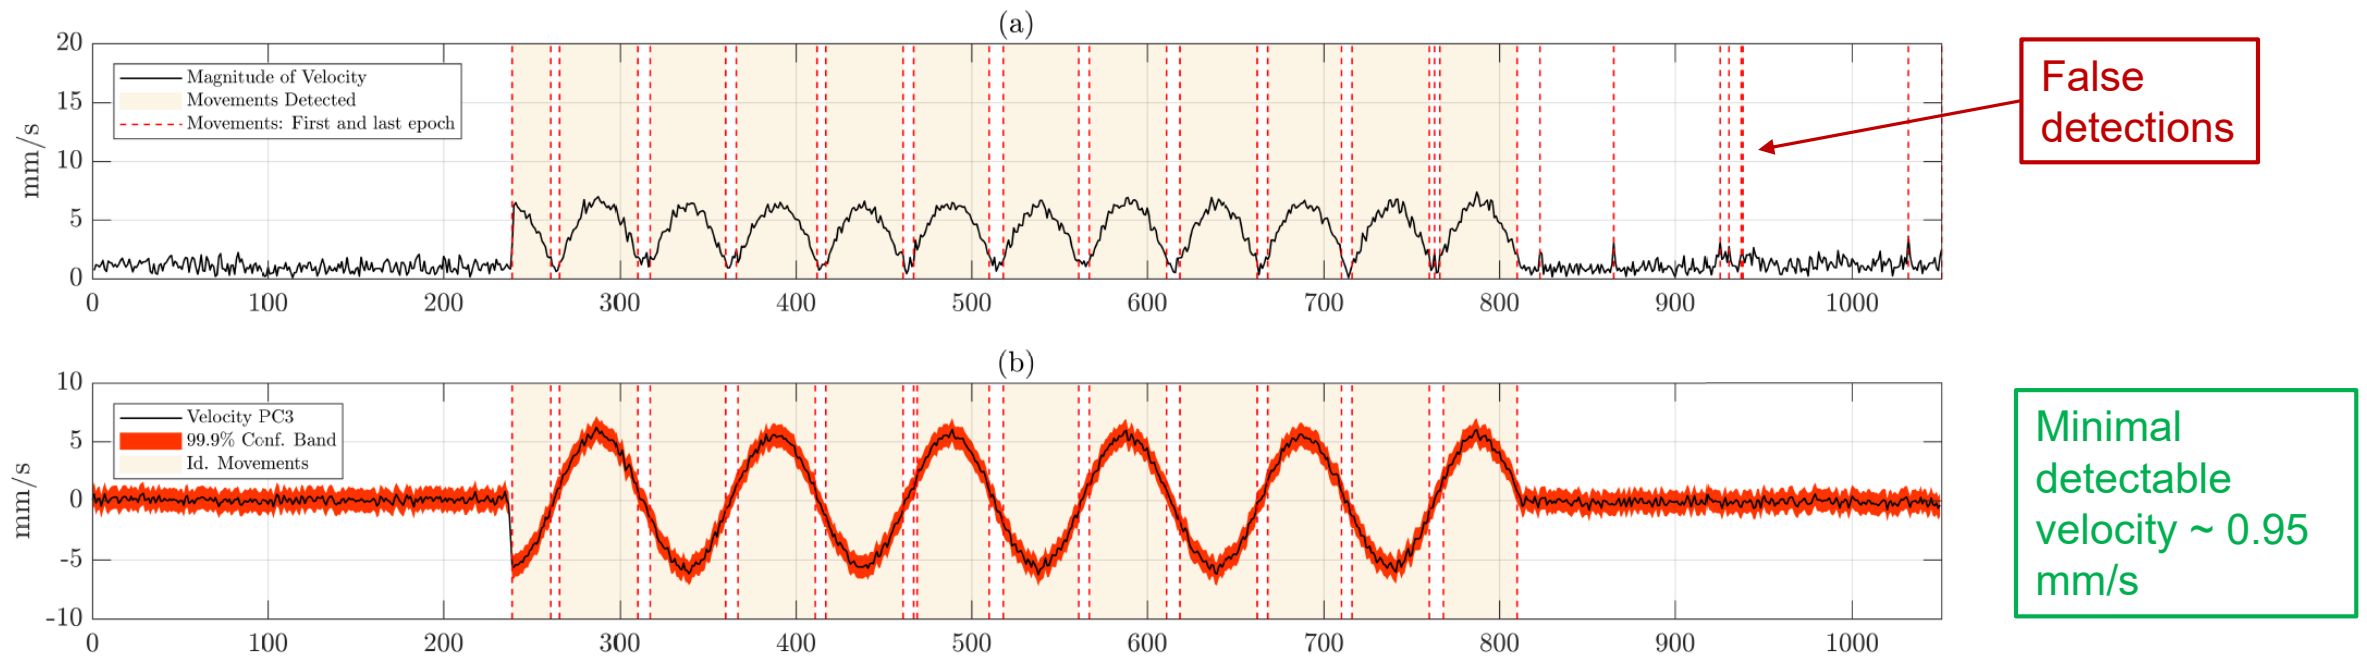 (a)
20
15
10
5
0
mm/s
Magnitude of Velocity
Movements Detected
Movements: First and last epoch
0 100 200 300 400 500 600 700 800 900 1000
False
detections
(b)
10
5
0
-5
-10
mm/s
Velocity PC3
99.9% Conf. Band
Id. Movements
0 100 200 300 400 500 600 700 800 900 1000
Minimal
detectable
velocity ~ 0.95
mm/s